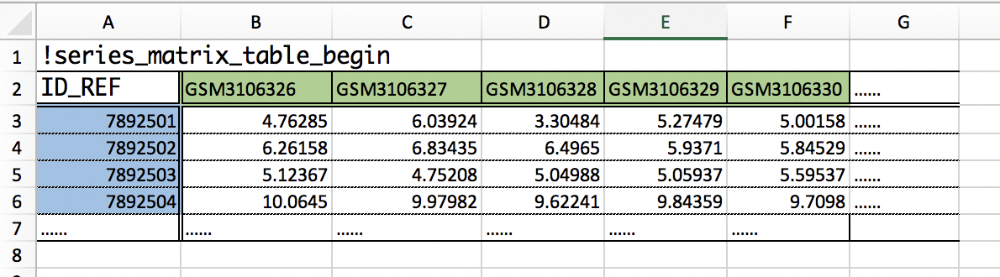 A B C D E F G
1 !series_matrix_table_begin
2 ID_REF GSM3106326 GSM3106327 GSM3106328 GSM3106329 GSM3106330 ......
3 7892501 4.76285 6.03924 3.30484 5.27479 5.00158 ......
4 7892502 6.26158 6.83435 6.4965 5.9371 5.84529 ......
5 7892503 5.12367 4.75208 5.04988 5.05937 5.59537 ......
6 7892504 10.0645 9.97982 9.62241 9.84359 9.7098 ......
7 ...... ...... ...... ...... ...... ......
8